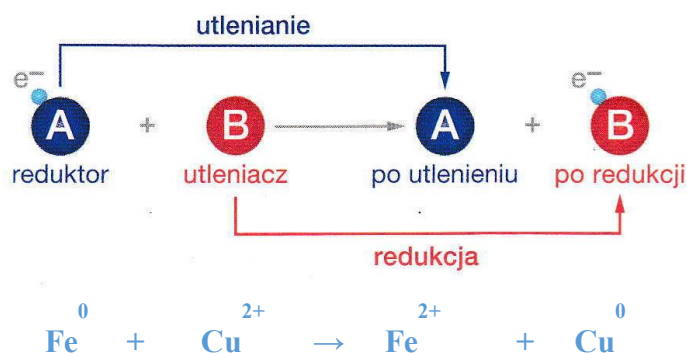 utlenianie
e⁻ e⁻
A + B → A + B
reduktor utleniacz po utlenieniu po redukcji
redukcja
0 2+ 2+ 0
Fe + Cu → Fe + Cu